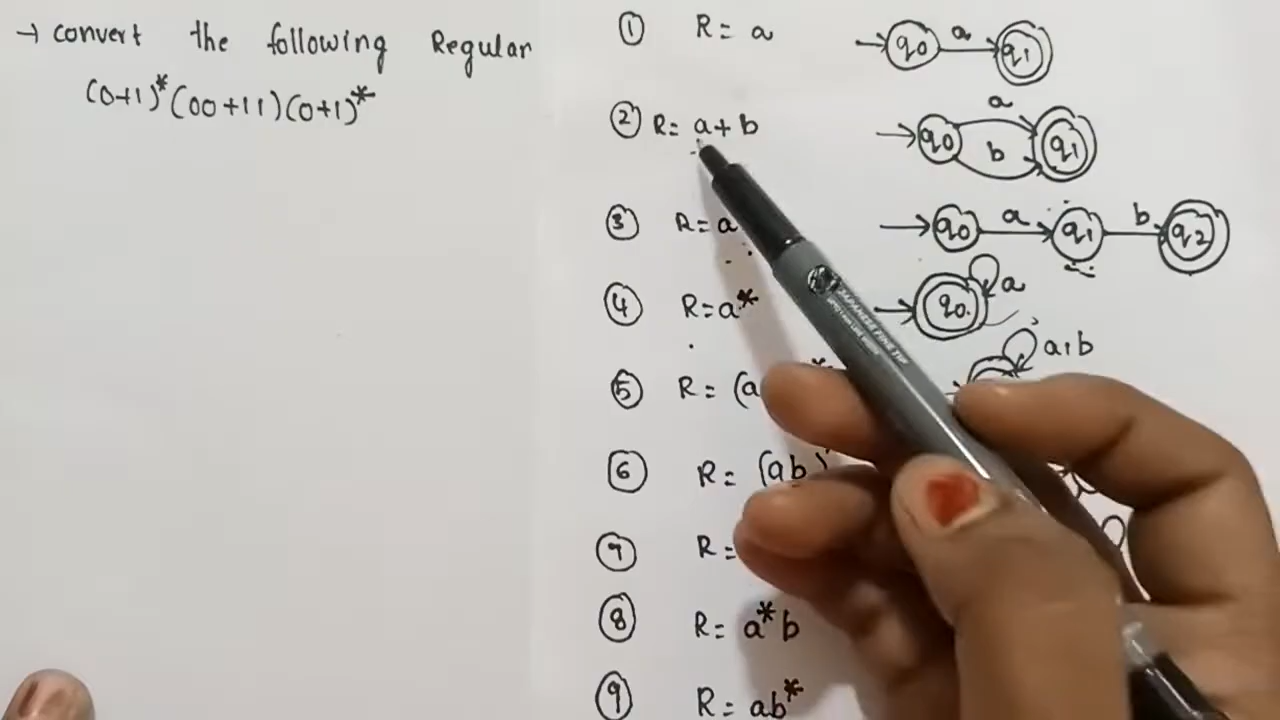 → convert the following Regular
(0+1)* (00+11) (0+1)*
① R = a
→ q0 a q1
② R = a + b
→ q0 a b q1
③ R = a
→ q0 a q1 b q2
④ R = a*
→ q0 a
⑤ R = (a *
a+b
⑥ R = (ab)
⑦ R =
⑧ R = a*b
⑨ R = ab*